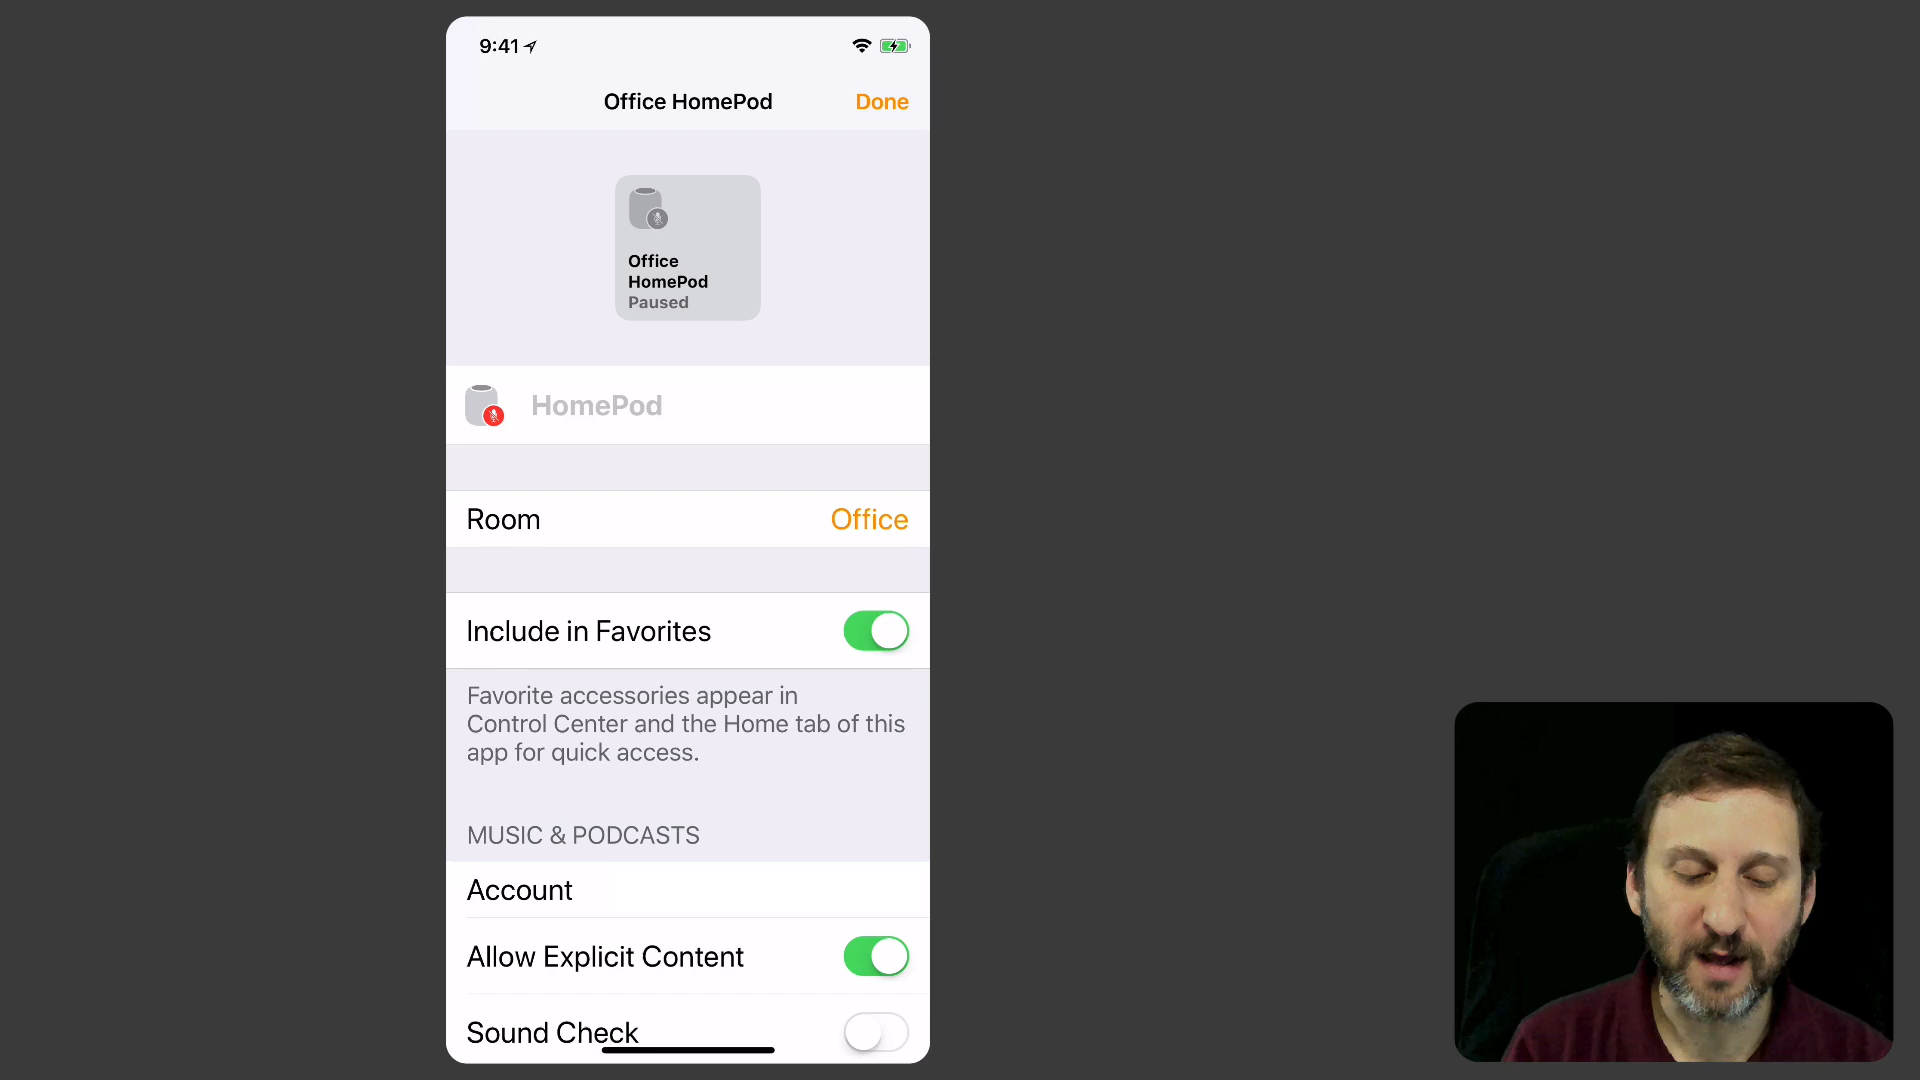 9:41
Office HomePod
Done
Office
HomePod
Paused
HomePod
Room
Office
Include in Favorites
Favorite accessories appear in
Control Center and the Home tab of this
app for quick access.
MUSIC & PODCASTS
Account
Allow Explicit Content
Sound Check